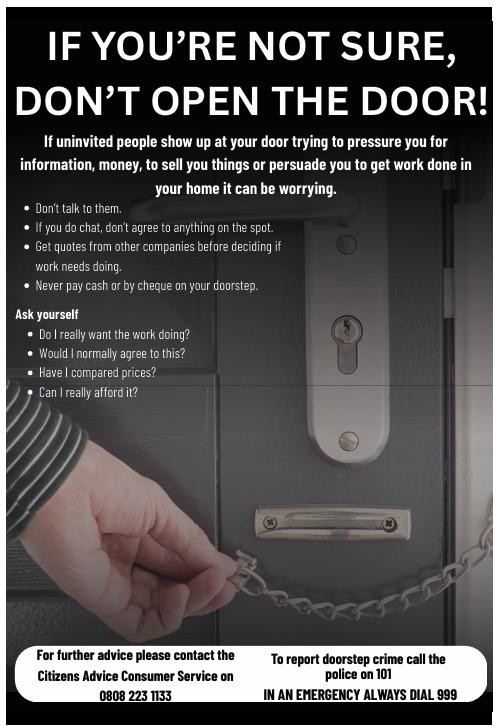 IF YOU’RE NOT SURE,
DON’T OPEN THE DOOR!
If uninvited people show up at your door trying to pressure you for
information, money, to sell you things or persuade you to get work done in
your home it can be worrying.
• Don’t talk to them.
• If you do chat, don’t agree to anything on the spot.
• Get quotes from other companies before deciding if
work needs doing.
• Never pay cash or by cheque on your doorstep.
Ask yourself
• Do I really want the work doing?
• Would I normally agree to this?
• Have I compared prices?
• Can I really afford it?
For further advice please contact the
Citizens Advice Consumer Service on
0808 223 1133
To report doorstep crime call the
police on 101
IN AN EMERGENCY ALWAYS DIAL 999